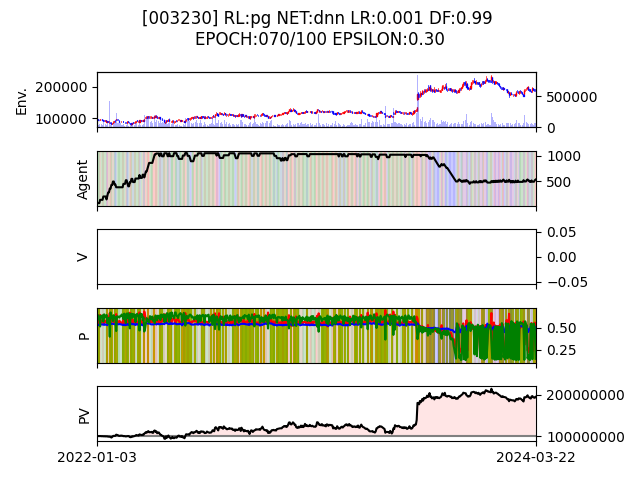 [003230] RL:pg NET:dnn LR:0.001 DF:0.99
EPOCH:070/100 EPSILON:0.30
Env.
200000
100000
500000
0
Agent
1000
500
V
0.05
0.00
−0.05
P
0.50
0.25
PV
200000000
100000000
2022-01-03
2024-03-22